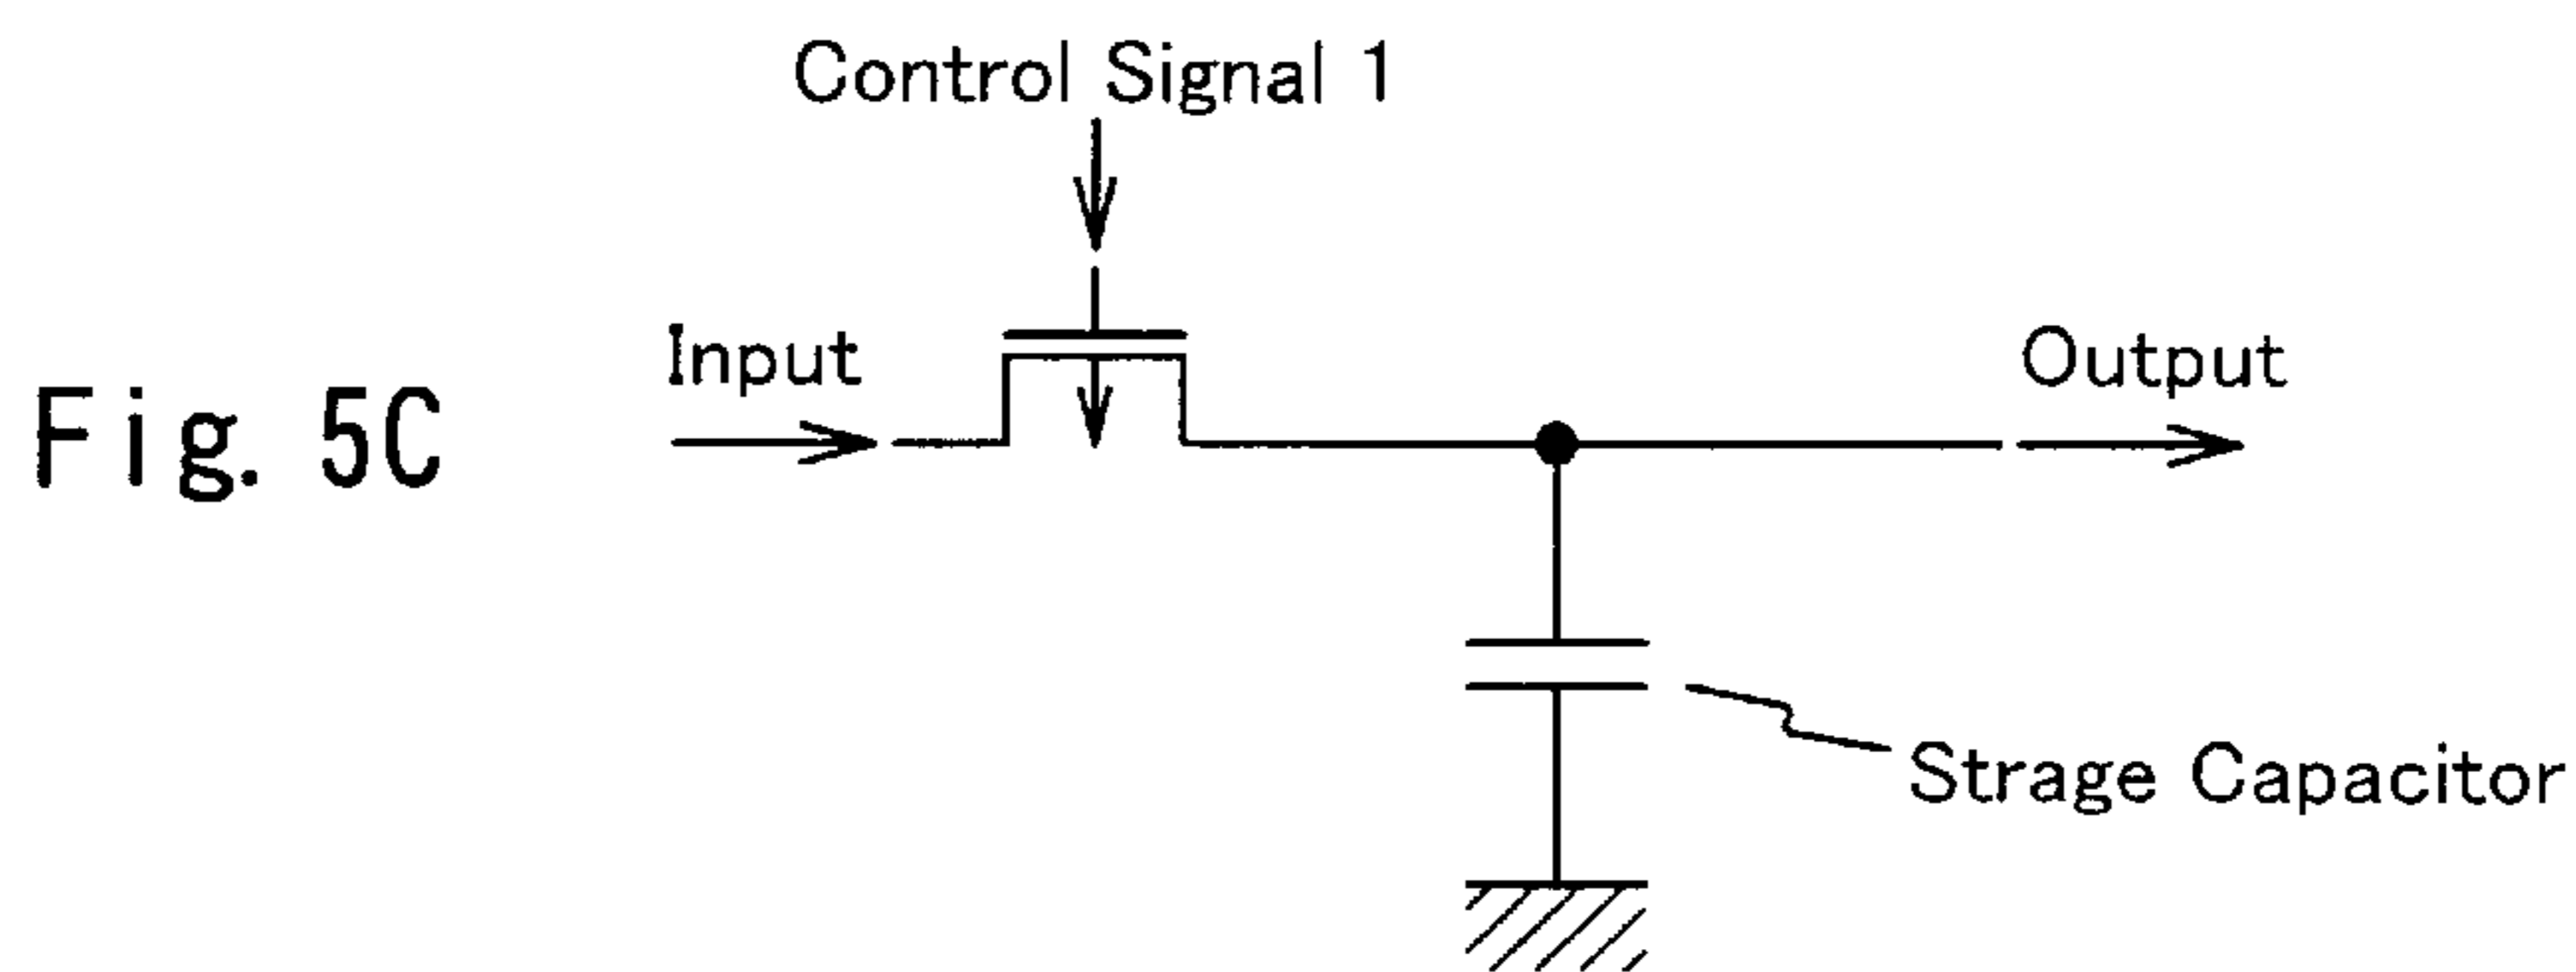 Control Signal 1
Input
Output
Fig. 5C
Strage Capacitor